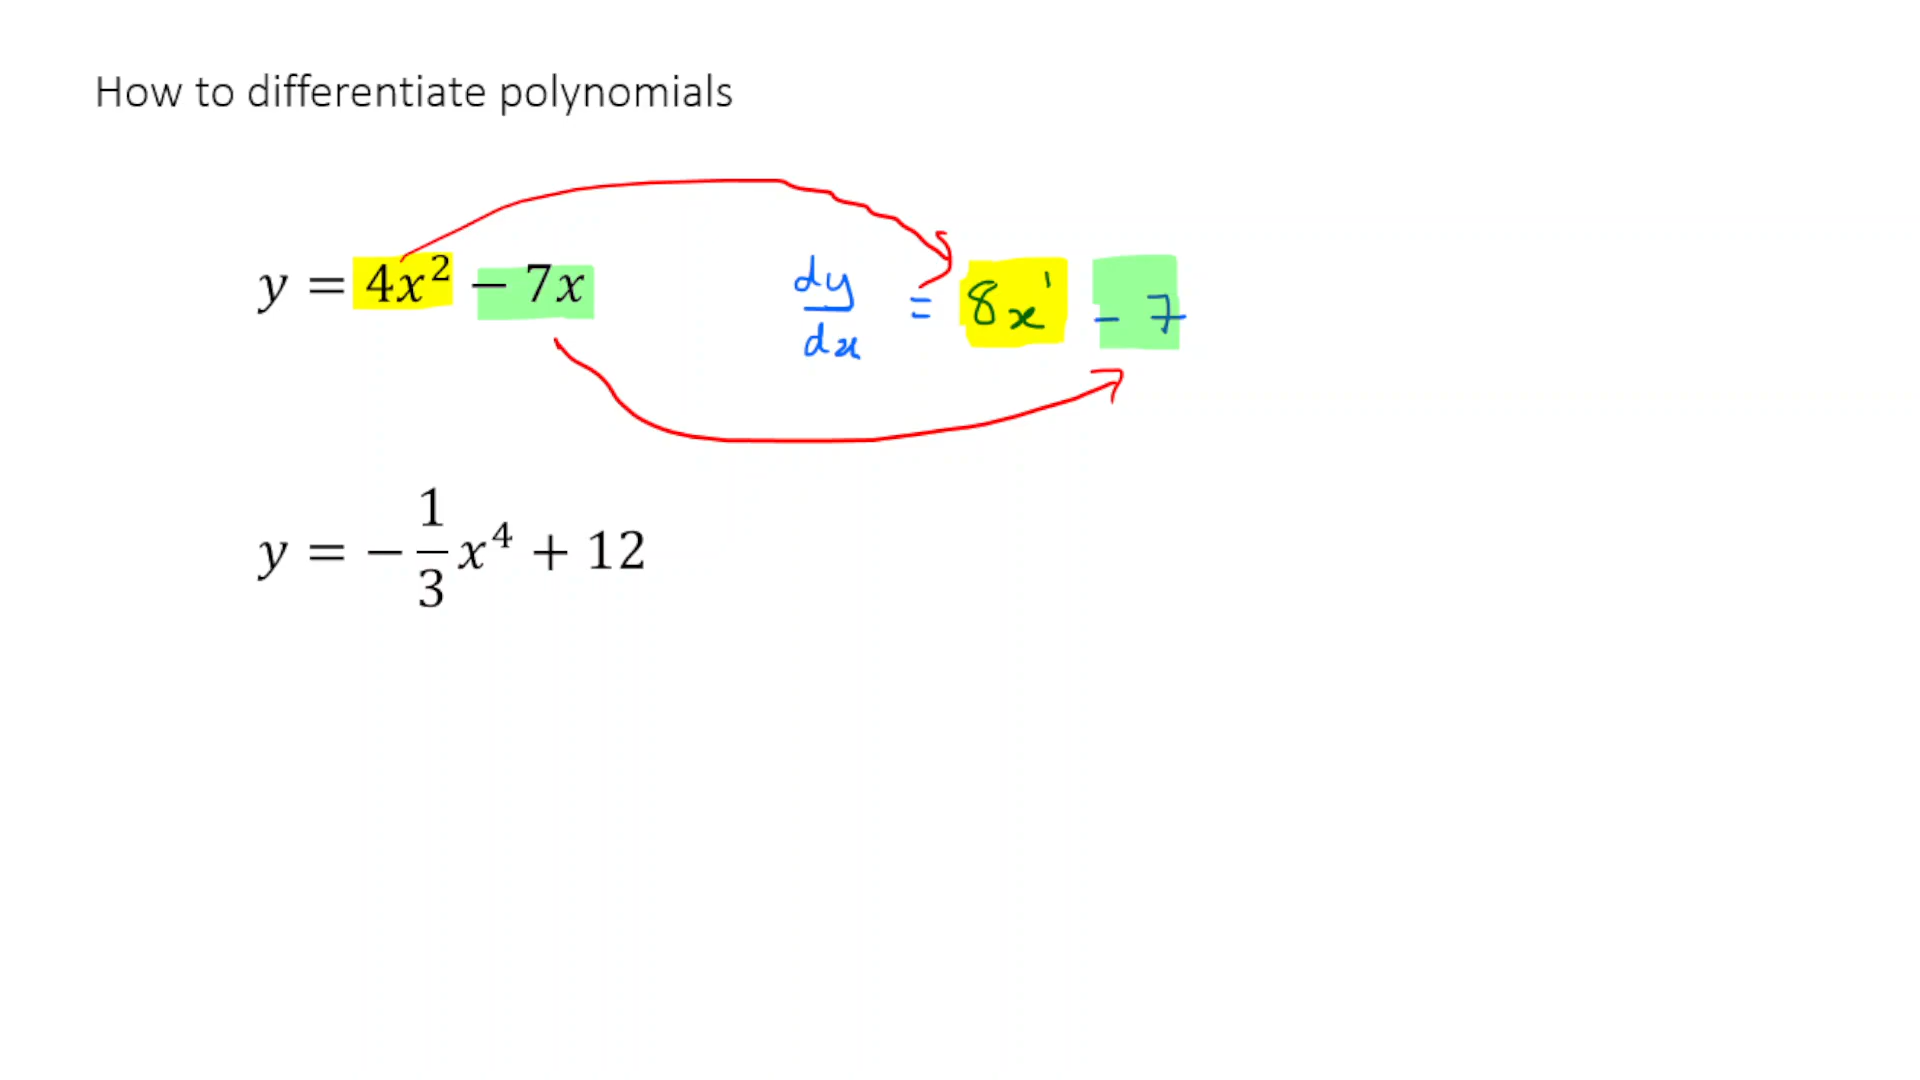 How to differentiate polynomials
y = 4x² − 7x
dy/dx = 8x¹ − 7
y = −1/3 x⁴ + 12